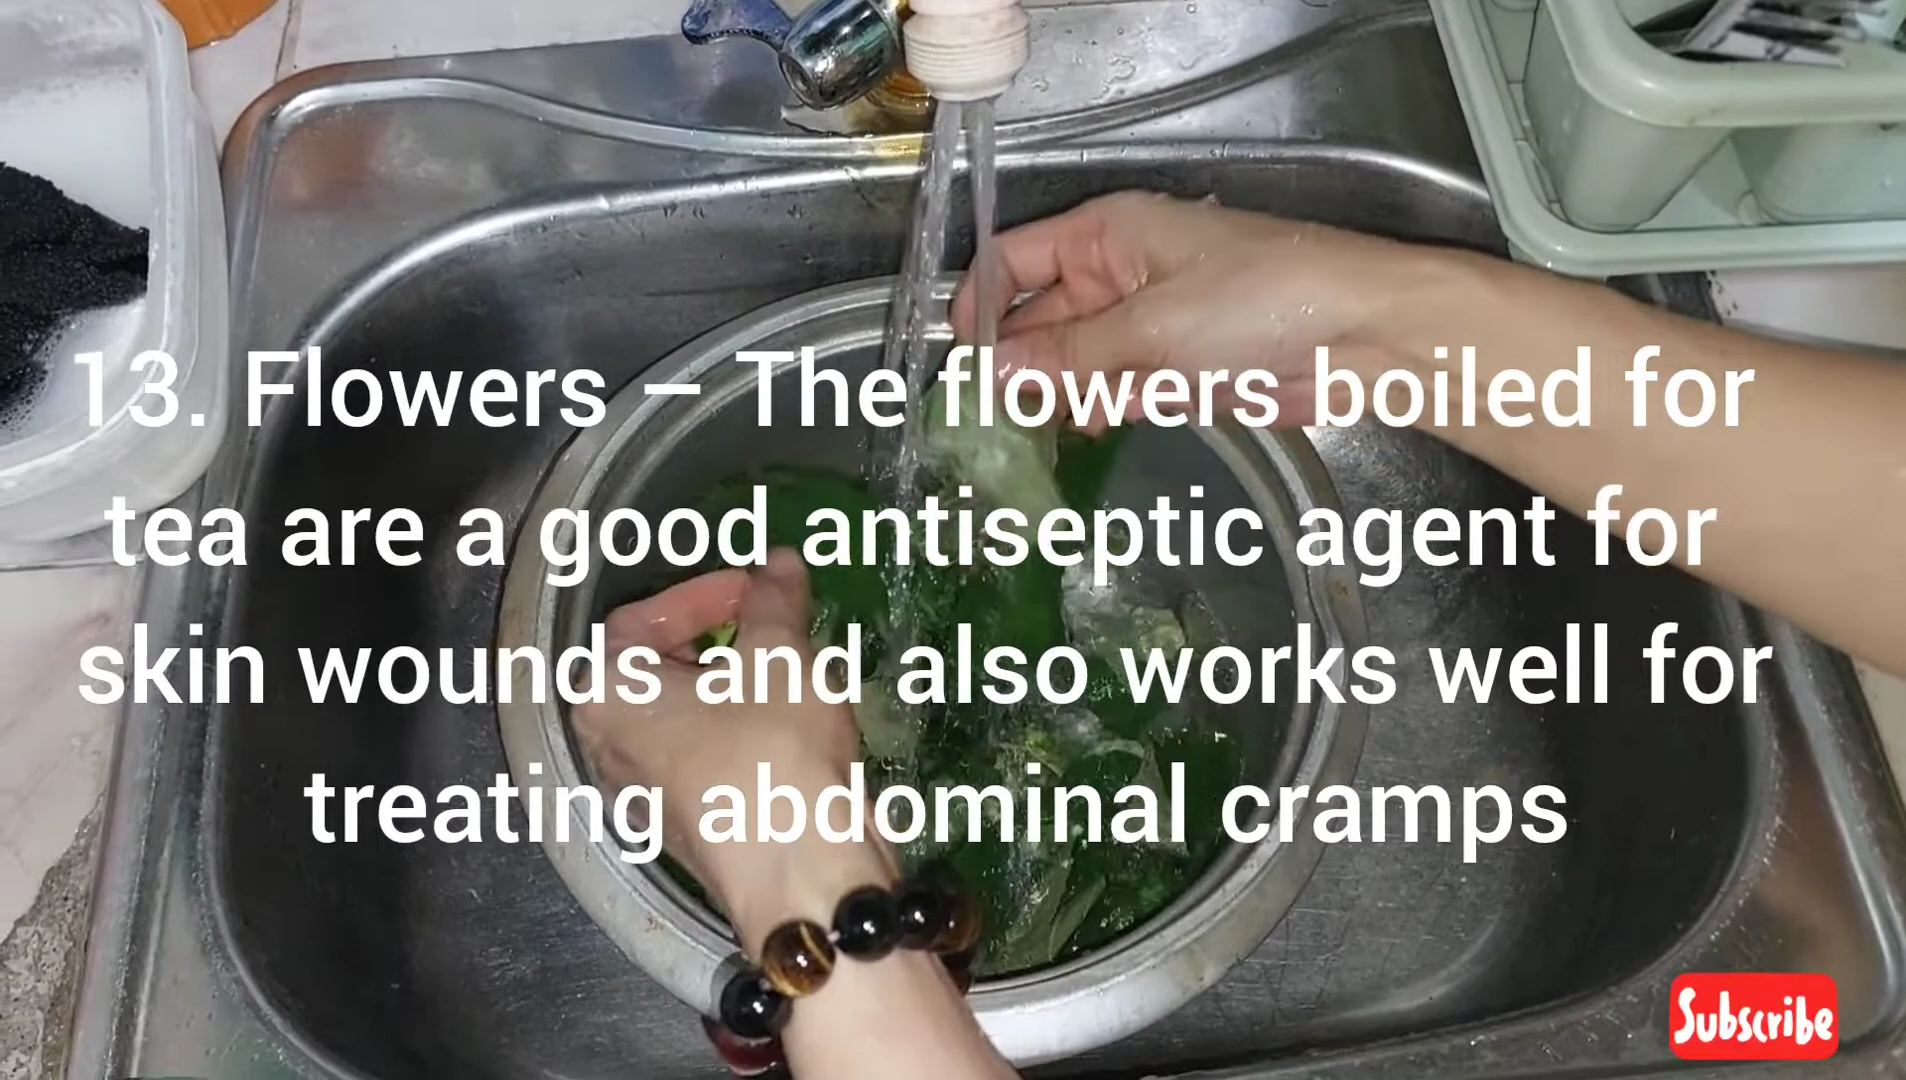 13. Flowers – The flowers boiled for
tea are a good antiseptic agent for
skin wounds and also works well for
treating abdominal cramps
Subscribe